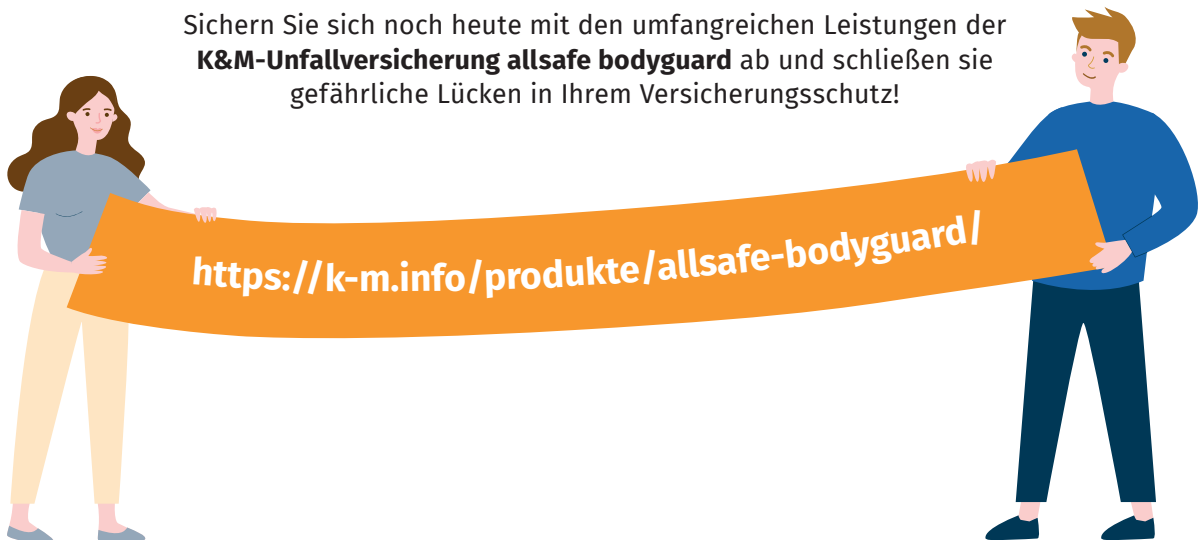 Sichern Sie sich noch heute mit den umfangreichen Leistungen der
K&M-Unfallversicherung allsafe bodyguard ab und schließen sie
gefährliche Lücken in Ihrem Versicherungsschutz!
https://k-m.info/produkte/allsafe-bodyguard/